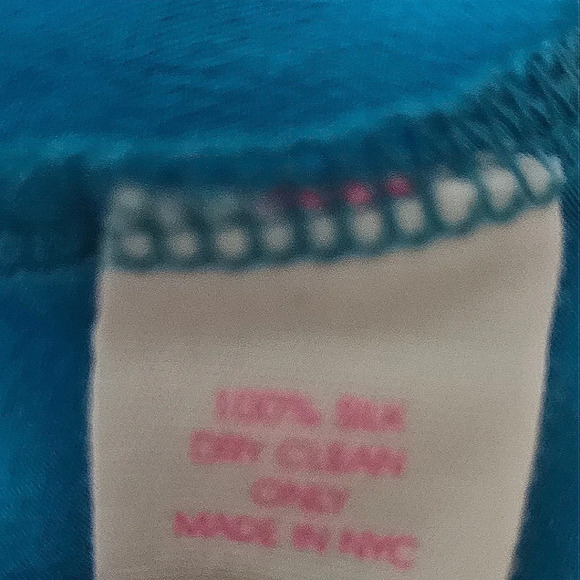 100% SILK
DRY CLEAN
ONLY
MADE IN NYC